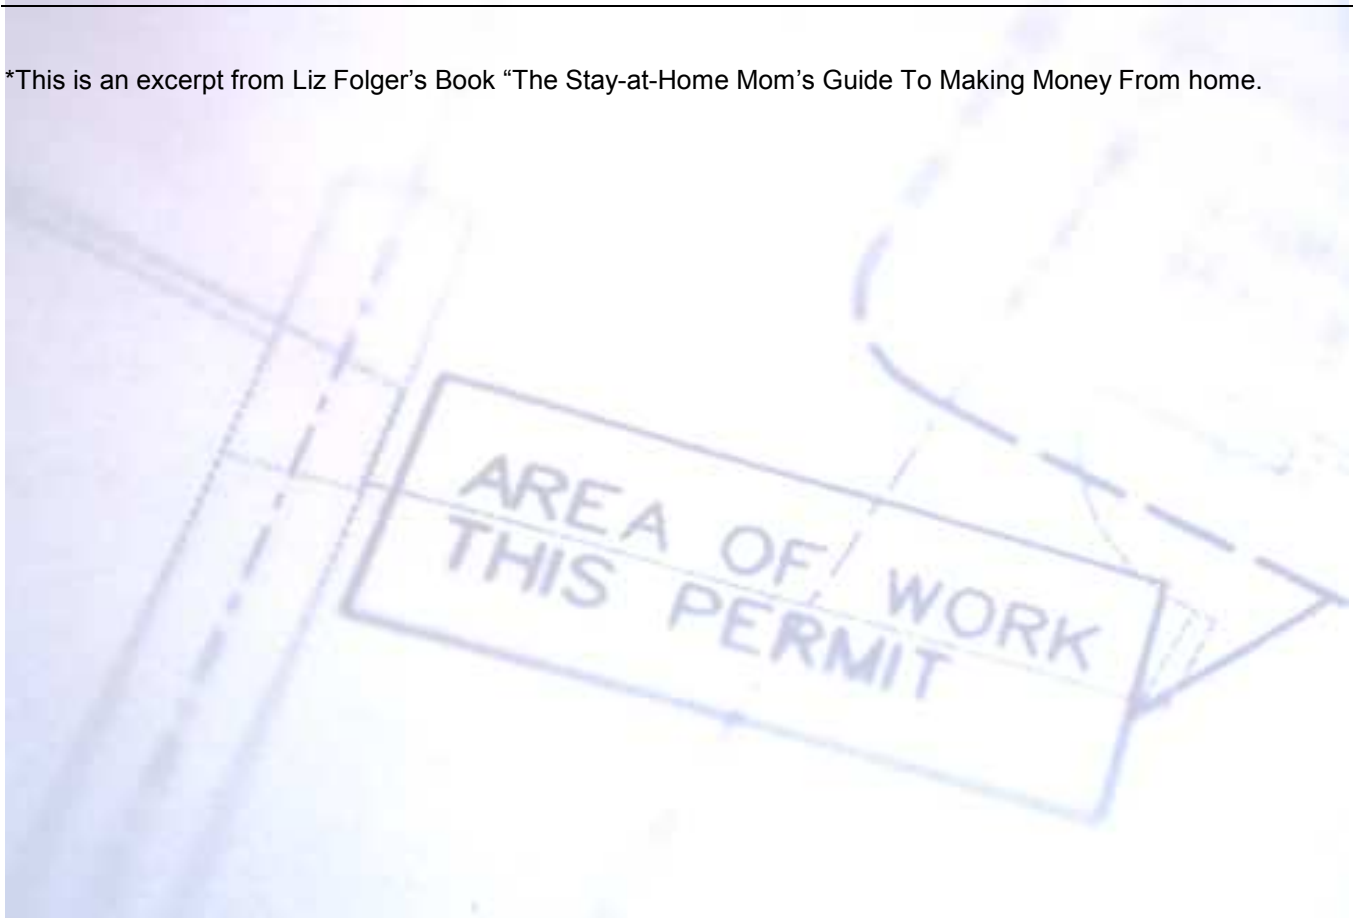 *This is an excerpt from Liz Folger’s Book “The Stay-at-Home Mom’s Guide To Making Money From home.
AREA OF WORK
THIS PERMIT